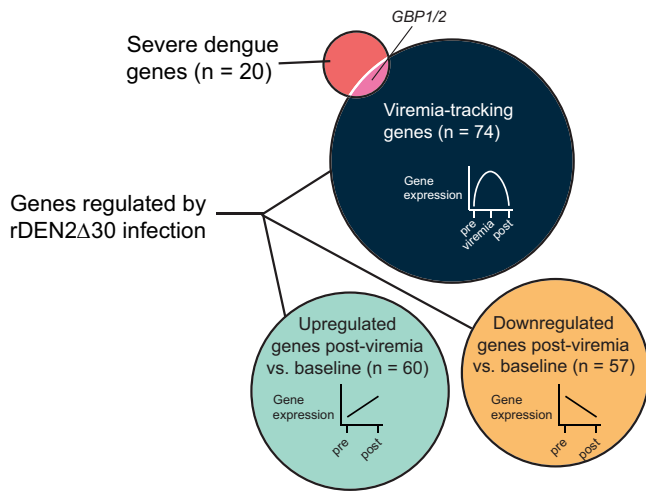 GBP1/2
Severe dengue
genes (n = 20)
Viremia-tracking
genes (n = 74)
Gene
expression
pre
viremia
post
Genes regulated by
rDEN2Δ30 infection
Upregulated
genes post-viremia
vs. baseline (n = 60)
Gene
expression
pre
post
Downregulated
genes post-viremia
vs. baseline (n = 57)
Gene
expression
pre
post